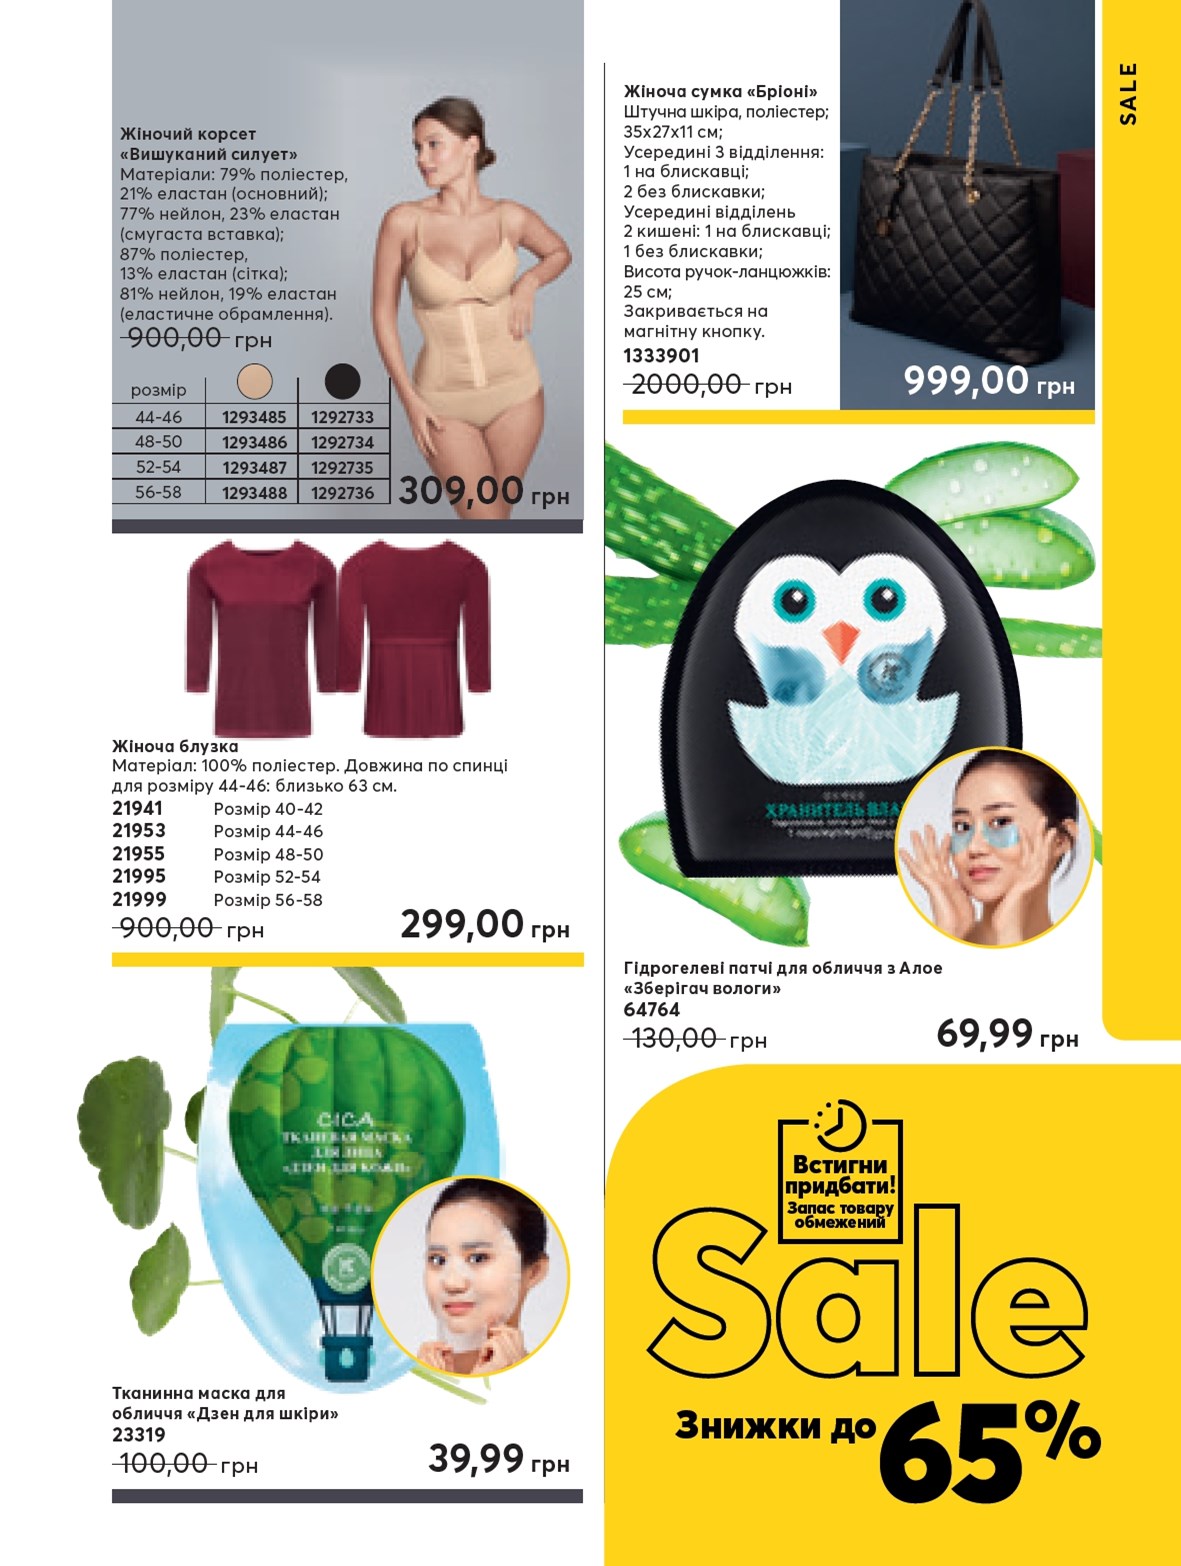 Жіночий корсет
«Вишуканий силует»
Матеріали: 79% поліестер,
21% еластан (основний);
77% нейлон, 23% еластан
(смугаста вставка);
87% поліестер,
13% еластан (сітка);
81% нейлон, 19% еластан
(еластичне обрамлення).
900,00 грн
розмір
44-46 1293485 1292733
48-50 1293486 1292734
52-54 1293487 1292735
56-58 1293488 1292736
309,00 грн
Жіноча блузка
Матеріал: 100% поліестер. Довжина по спинці
для розміру 44-46: близько 63 см.
21941 Розмір 40-42
21953 Розмір 44-46
21955 Розмір 48-50
21995 Розмір 52-54
21999 Розмір 56-58
900,00 грн
299,00 грн
CICA
ТКАНЕВАЯ МАСКА
ДЛЯ ЛИЦА
«ДЗЕН ДЛЯ КОЖИ»
Тканинна маска для
обличчя «Дзен для шкіри»
23319
100,00 грн
39,99 грн
Жіноча сумка «Бріоні»
Штучна шкіра, поліестер;
35х27х11 см;
Усередині 3 відділення:
1 на блискавці;
2 без блискавки;
Усередині відділень
2 кишені: 1 на блискавці;
1 без блискавки;
Висота ручок-ланцюжків:
25 см;
Закривається на
магнітну кнопку.
1333901
2000,00 грн
999,00 грн
SALE
ХРАНИТЕЛЬ
Гідрогелеві патчі для обличчя з Алое
«Зберігач вологи»
64764
130,00 грн
69,99 грн
Встигни
придбати!
Запас товару
обмежений
Sale
Знижки до 65%